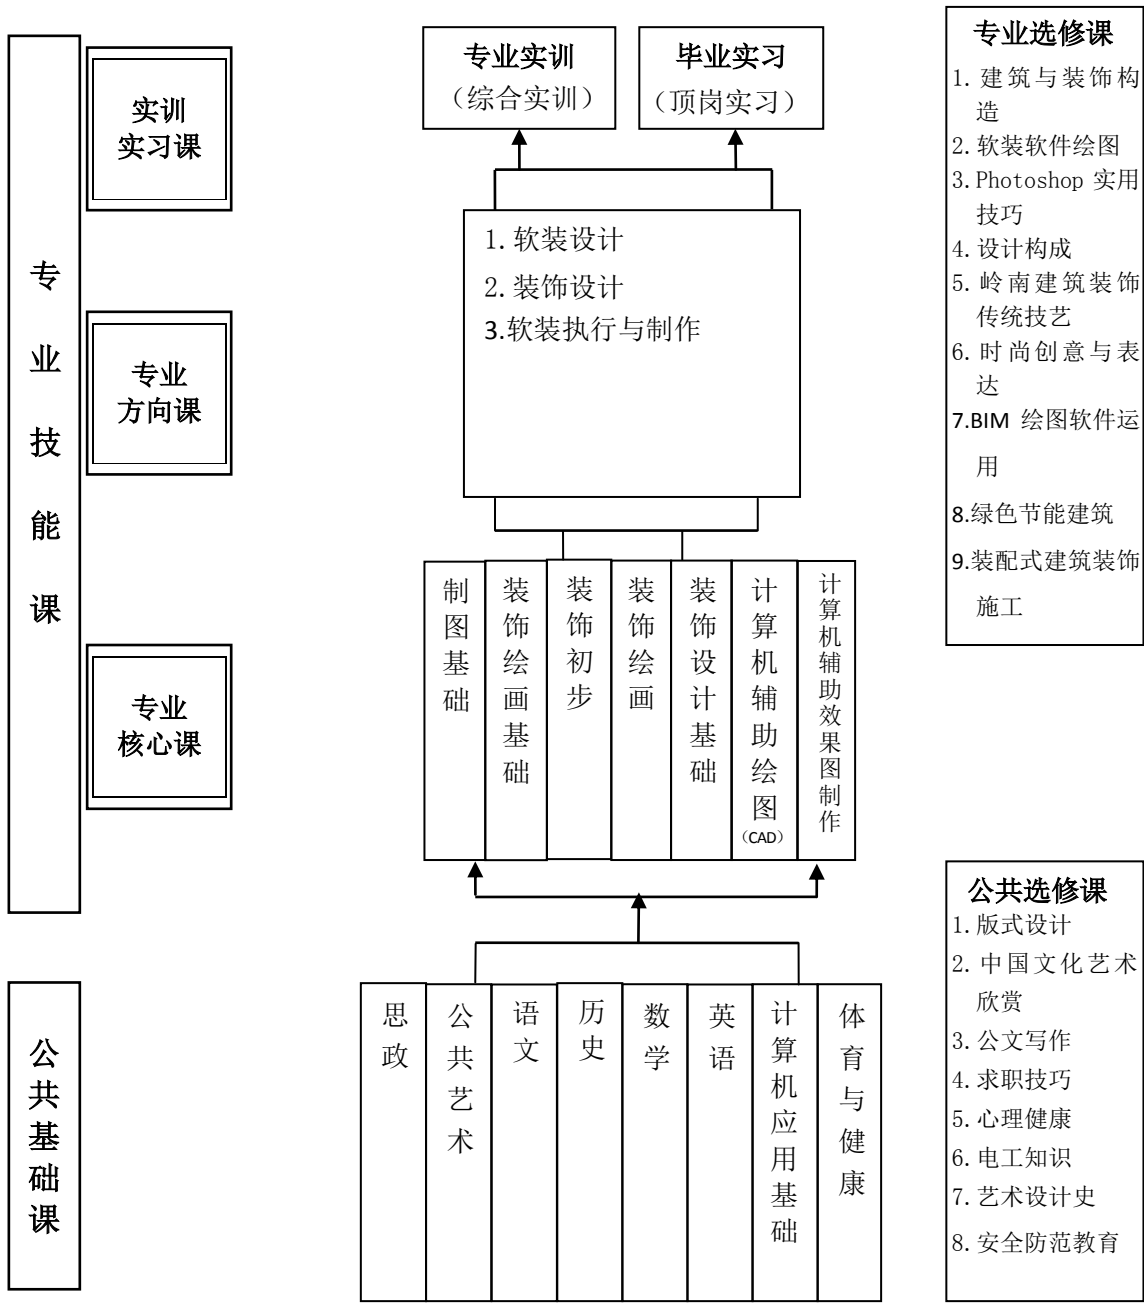 专业技能课
实训
实习课
专业
方向课
专业
核心课
公共基础课
专业实训
（综合实训）
毕业实习
（顶岗实习）
1.软装设计
2.装饰设计
3.软装执行与制作
制图基础
装饰绘画基础
装饰初步
装饰绘画
装饰设计基础
计算机辅助绘图
（CAD）
计算机辅助效果图制作
思政
公共艺术
语文
历史
数学
英语
计算机应用基础
体育与健康
专业选修课
1.建筑与装饰构
造
2.软装软件绘图
3.Photoshop 实用
技巧
4.设计构成
5.岭南建筑装饰
传统技艺
6.时尚创意与表
达
7.BIM 绘图软件运
用
8.绿色节能建筑
9.装配式建筑装饰
施工
公共选修课
1.版式设计
2.中国文化艺术
欣赏
3.公文写作
4.求职技巧
5.心理健康
6.电工知识
7.艺术设计史
8.安全防范教育